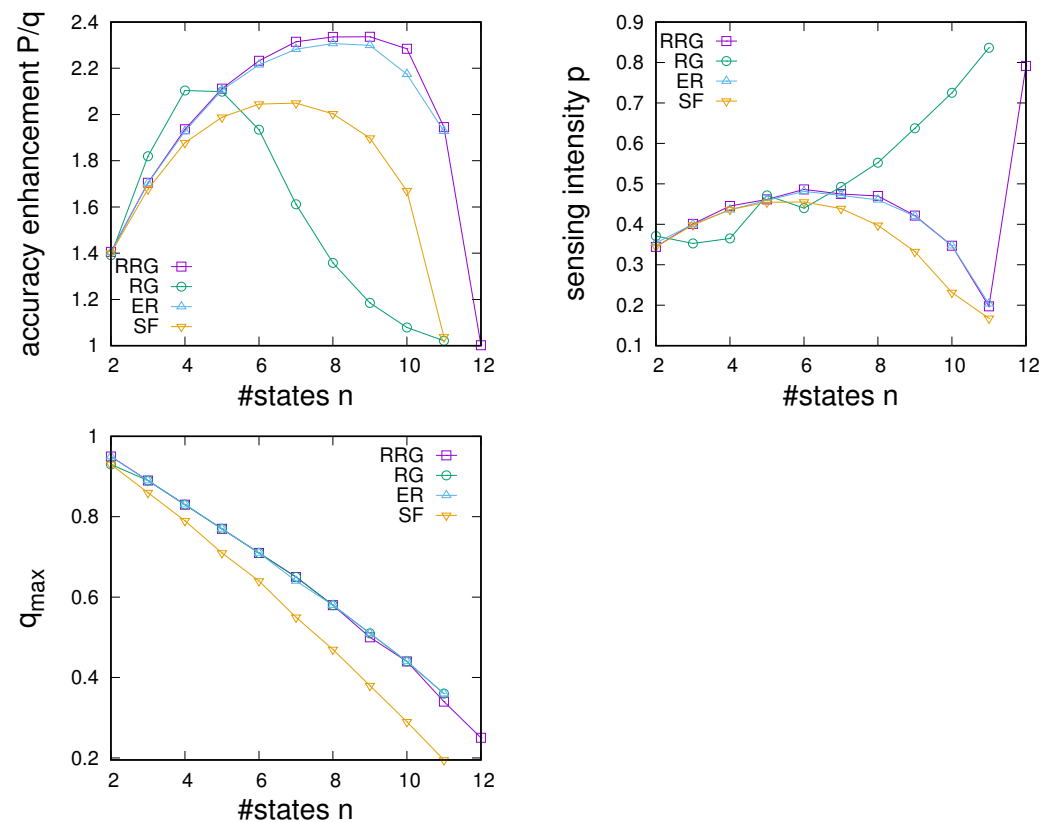 accuracy enhancement P/q
2.4
2.2
2
1.8
1.6
1.4
1.2
1
RRG
RG
ER
SF
2 4 6 8 10 12
#states n
sensing intensity p
0.9
0.8
0.7
0.6
0.5
0.4
0.3
0.2
0.1
RRG
RG
ER
SF
2 4 6 8 10 12
#states n
q_max
1
0.8
0.6
0.4
0.2
RRG
RG
ER
SF
2 4 6 8 10 12
#states n